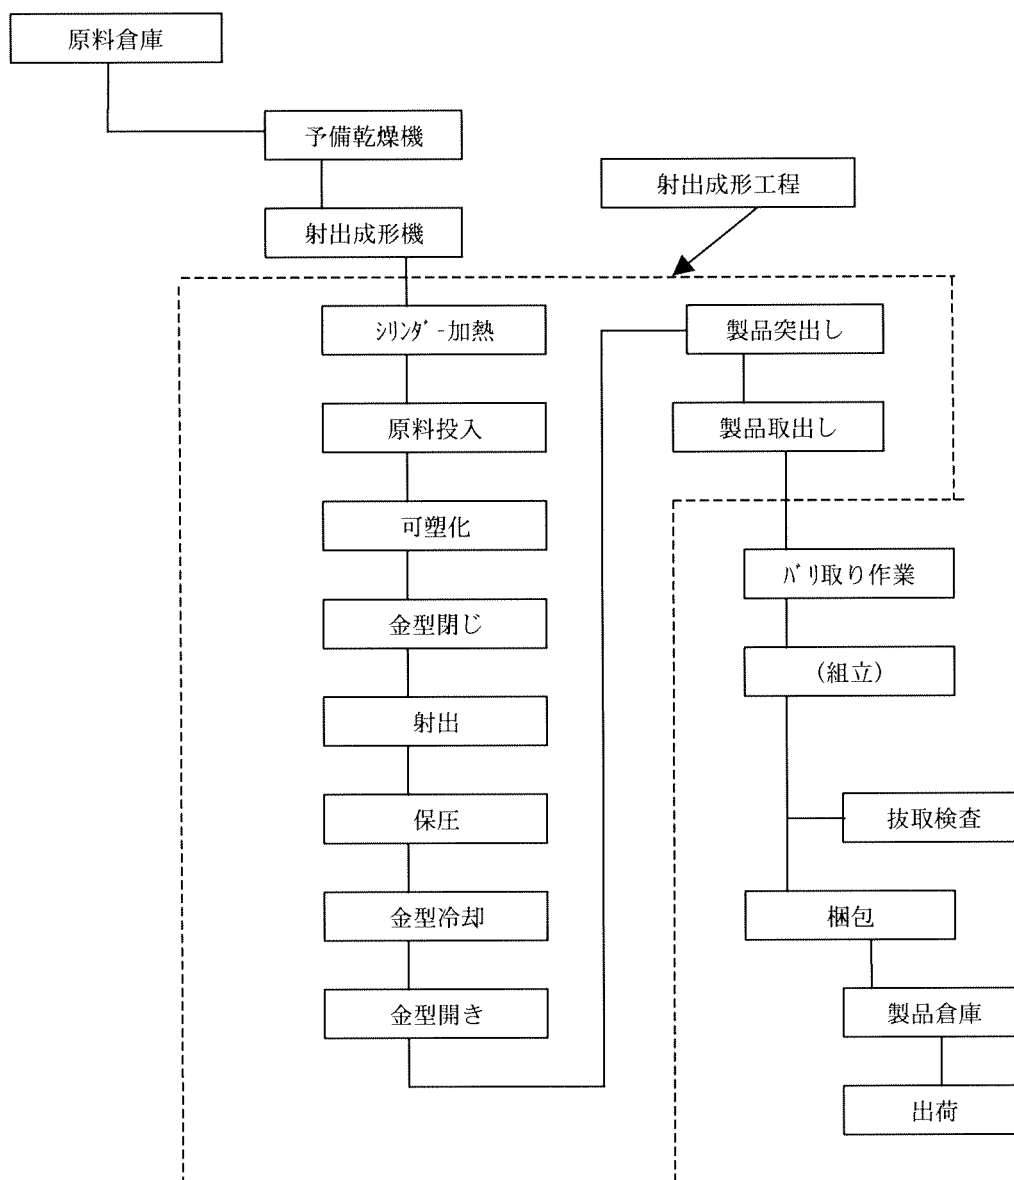 原料倉庫
予備乾燥機
射出成形工程
射出成形機
ｼﾘﾝﾀﾞｰ加熱
原料投入
可塑化
金型閉じ
射出
保圧
金型冷却
金型開き
製品突出し
製品取出し
ﾊﾞﾘ取り作業
(組立)
抜取検査
梱包
製品倉庫
出荷